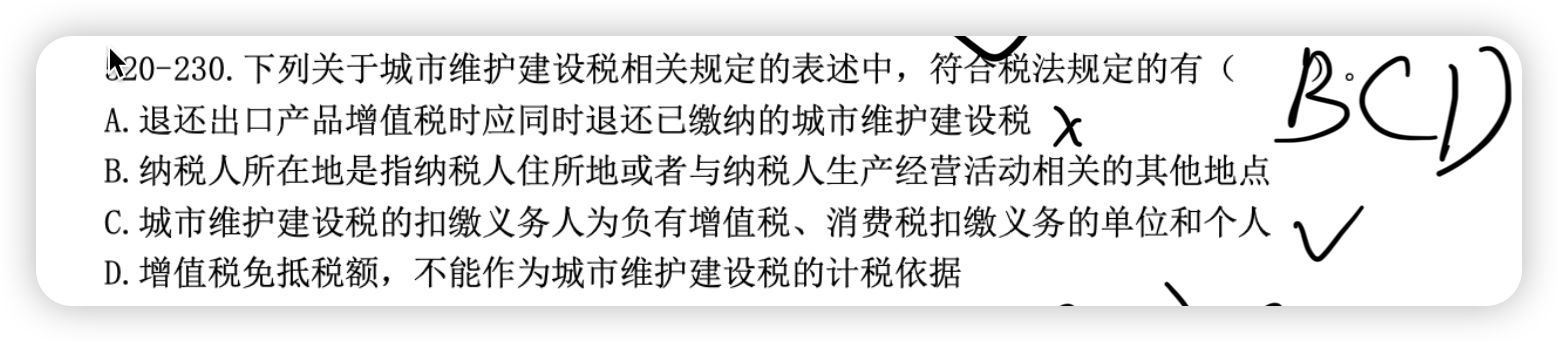 20-230.下列关于城市维护建设税相关规定的表述中，符合税法规定的有（ BCD 。
A.退还出口产品增值税时应同时退还已缴纳的城市维护建设税 x
B.纳税人所在地是指纳税人住所地或者与纳税人生产经营活动相关的其他地点
C.城市维护建设税的扣缴义务人为负有增值税、消费税扣缴义务的单位和个人 ✓
D.增值税免抵税额，不能作为城市维护建设税的计税依据